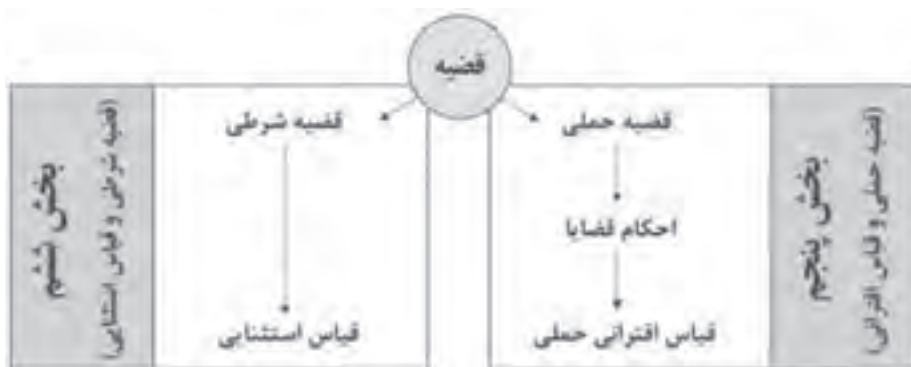 قضیه
بخش پنجم
(قضیه حملی و قیاس اقترانی)
قضیه حملی
احکام قضایا
قیاس اقترانی حملی
قضیه شرطی
قیاس استثنایی
بخش ششم
(قضیه شرطی و قیاس استثنایی)